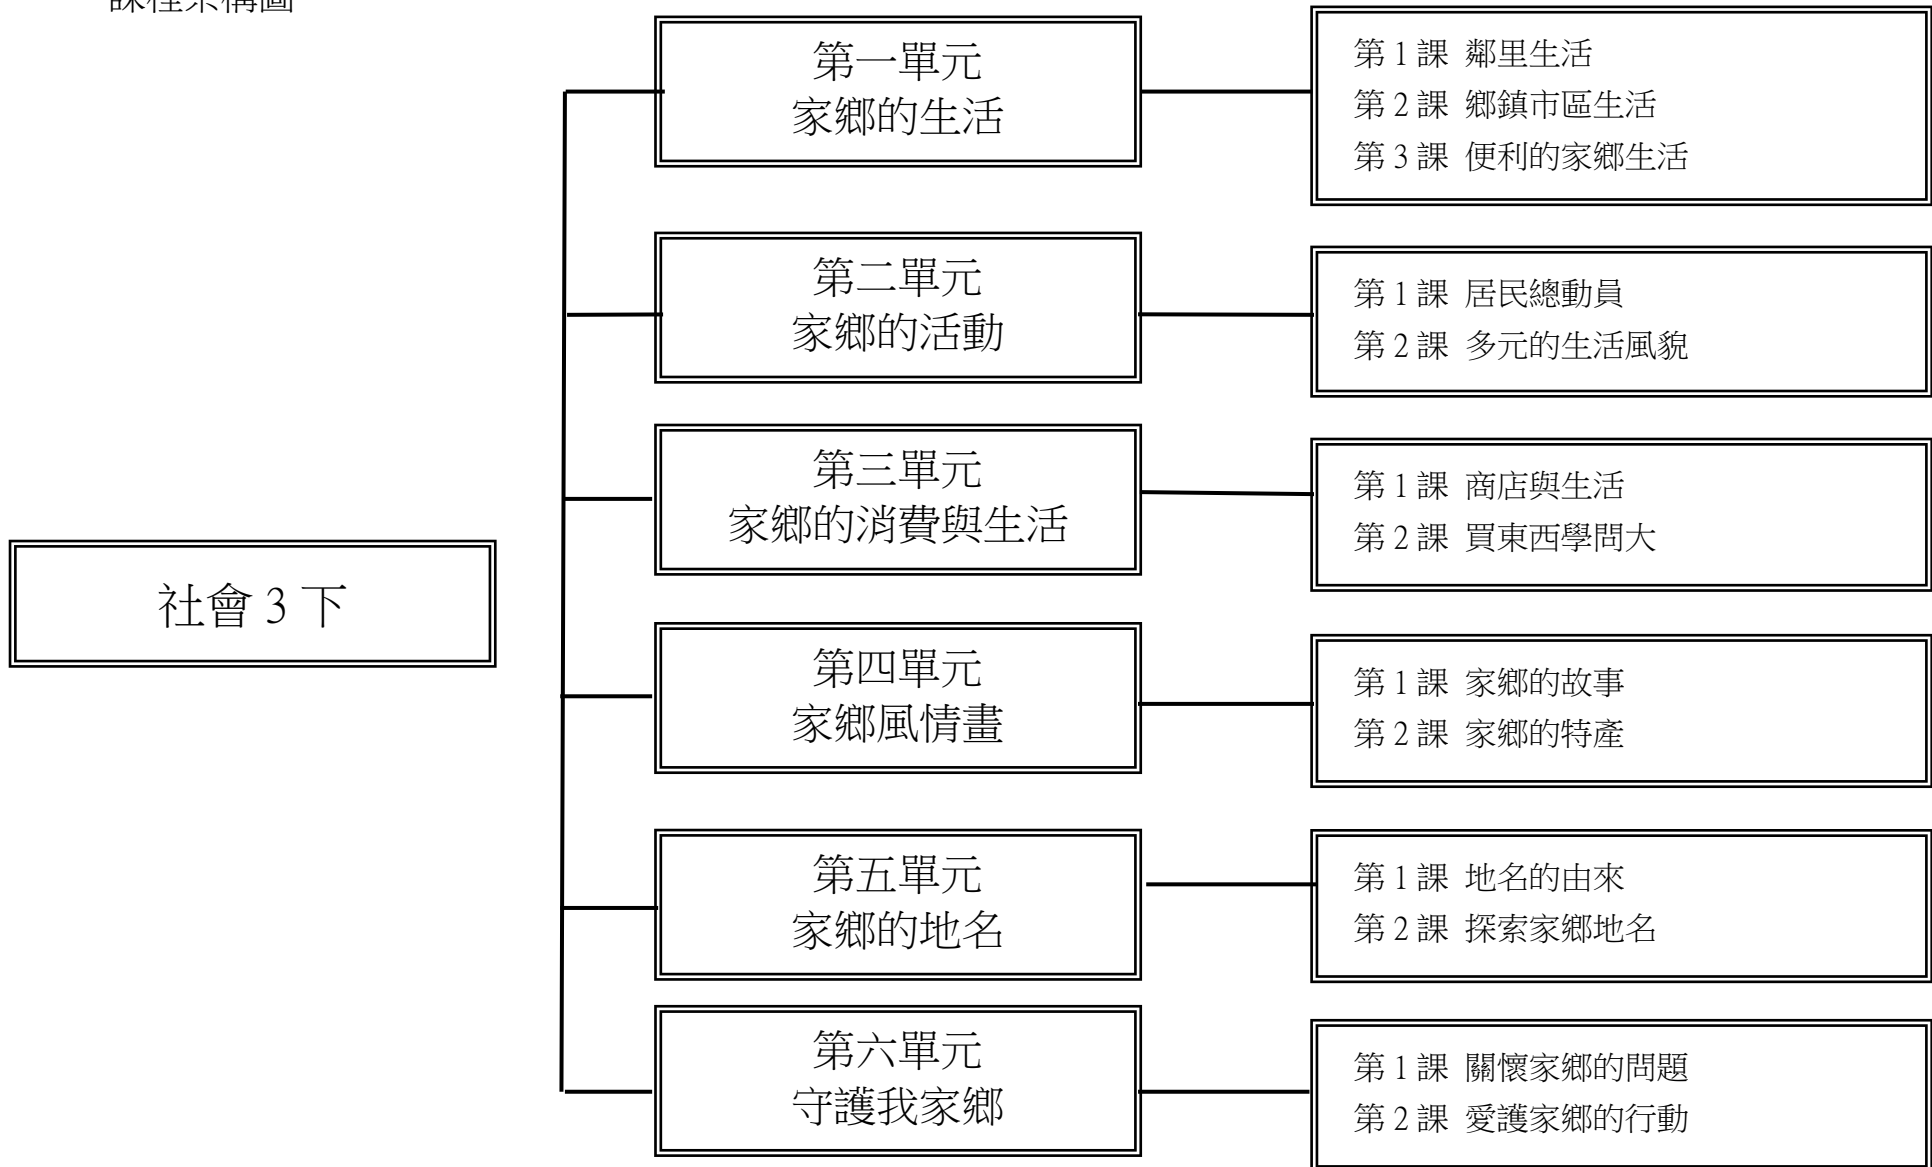 社會 3 下
第一單元
家鄉的生活
第 1 課 鄰里生活
第 2 課 鄉鎮市區生活
第 3 課 便利的家鄉生活
第二單元
家鄉的活動
第 1 課 居民總動員
第 2 課 多元的生活風貌
第三單元
家鄉的消費與生活
第 1 課 商店與生活
第 2 課 買東西學問大
第四單元
家鄉風情畫
第 1 課 家鄉的故事
第 2 課 家鄉的特產
第五單元
家鄉的地名
第 1 課 地名的由來
第 2 課 探索家鄉地名
第六單元
守護我家鄉
第 1 課 關懷家鄉的問題
第 2 課 愛護家鄉的行動